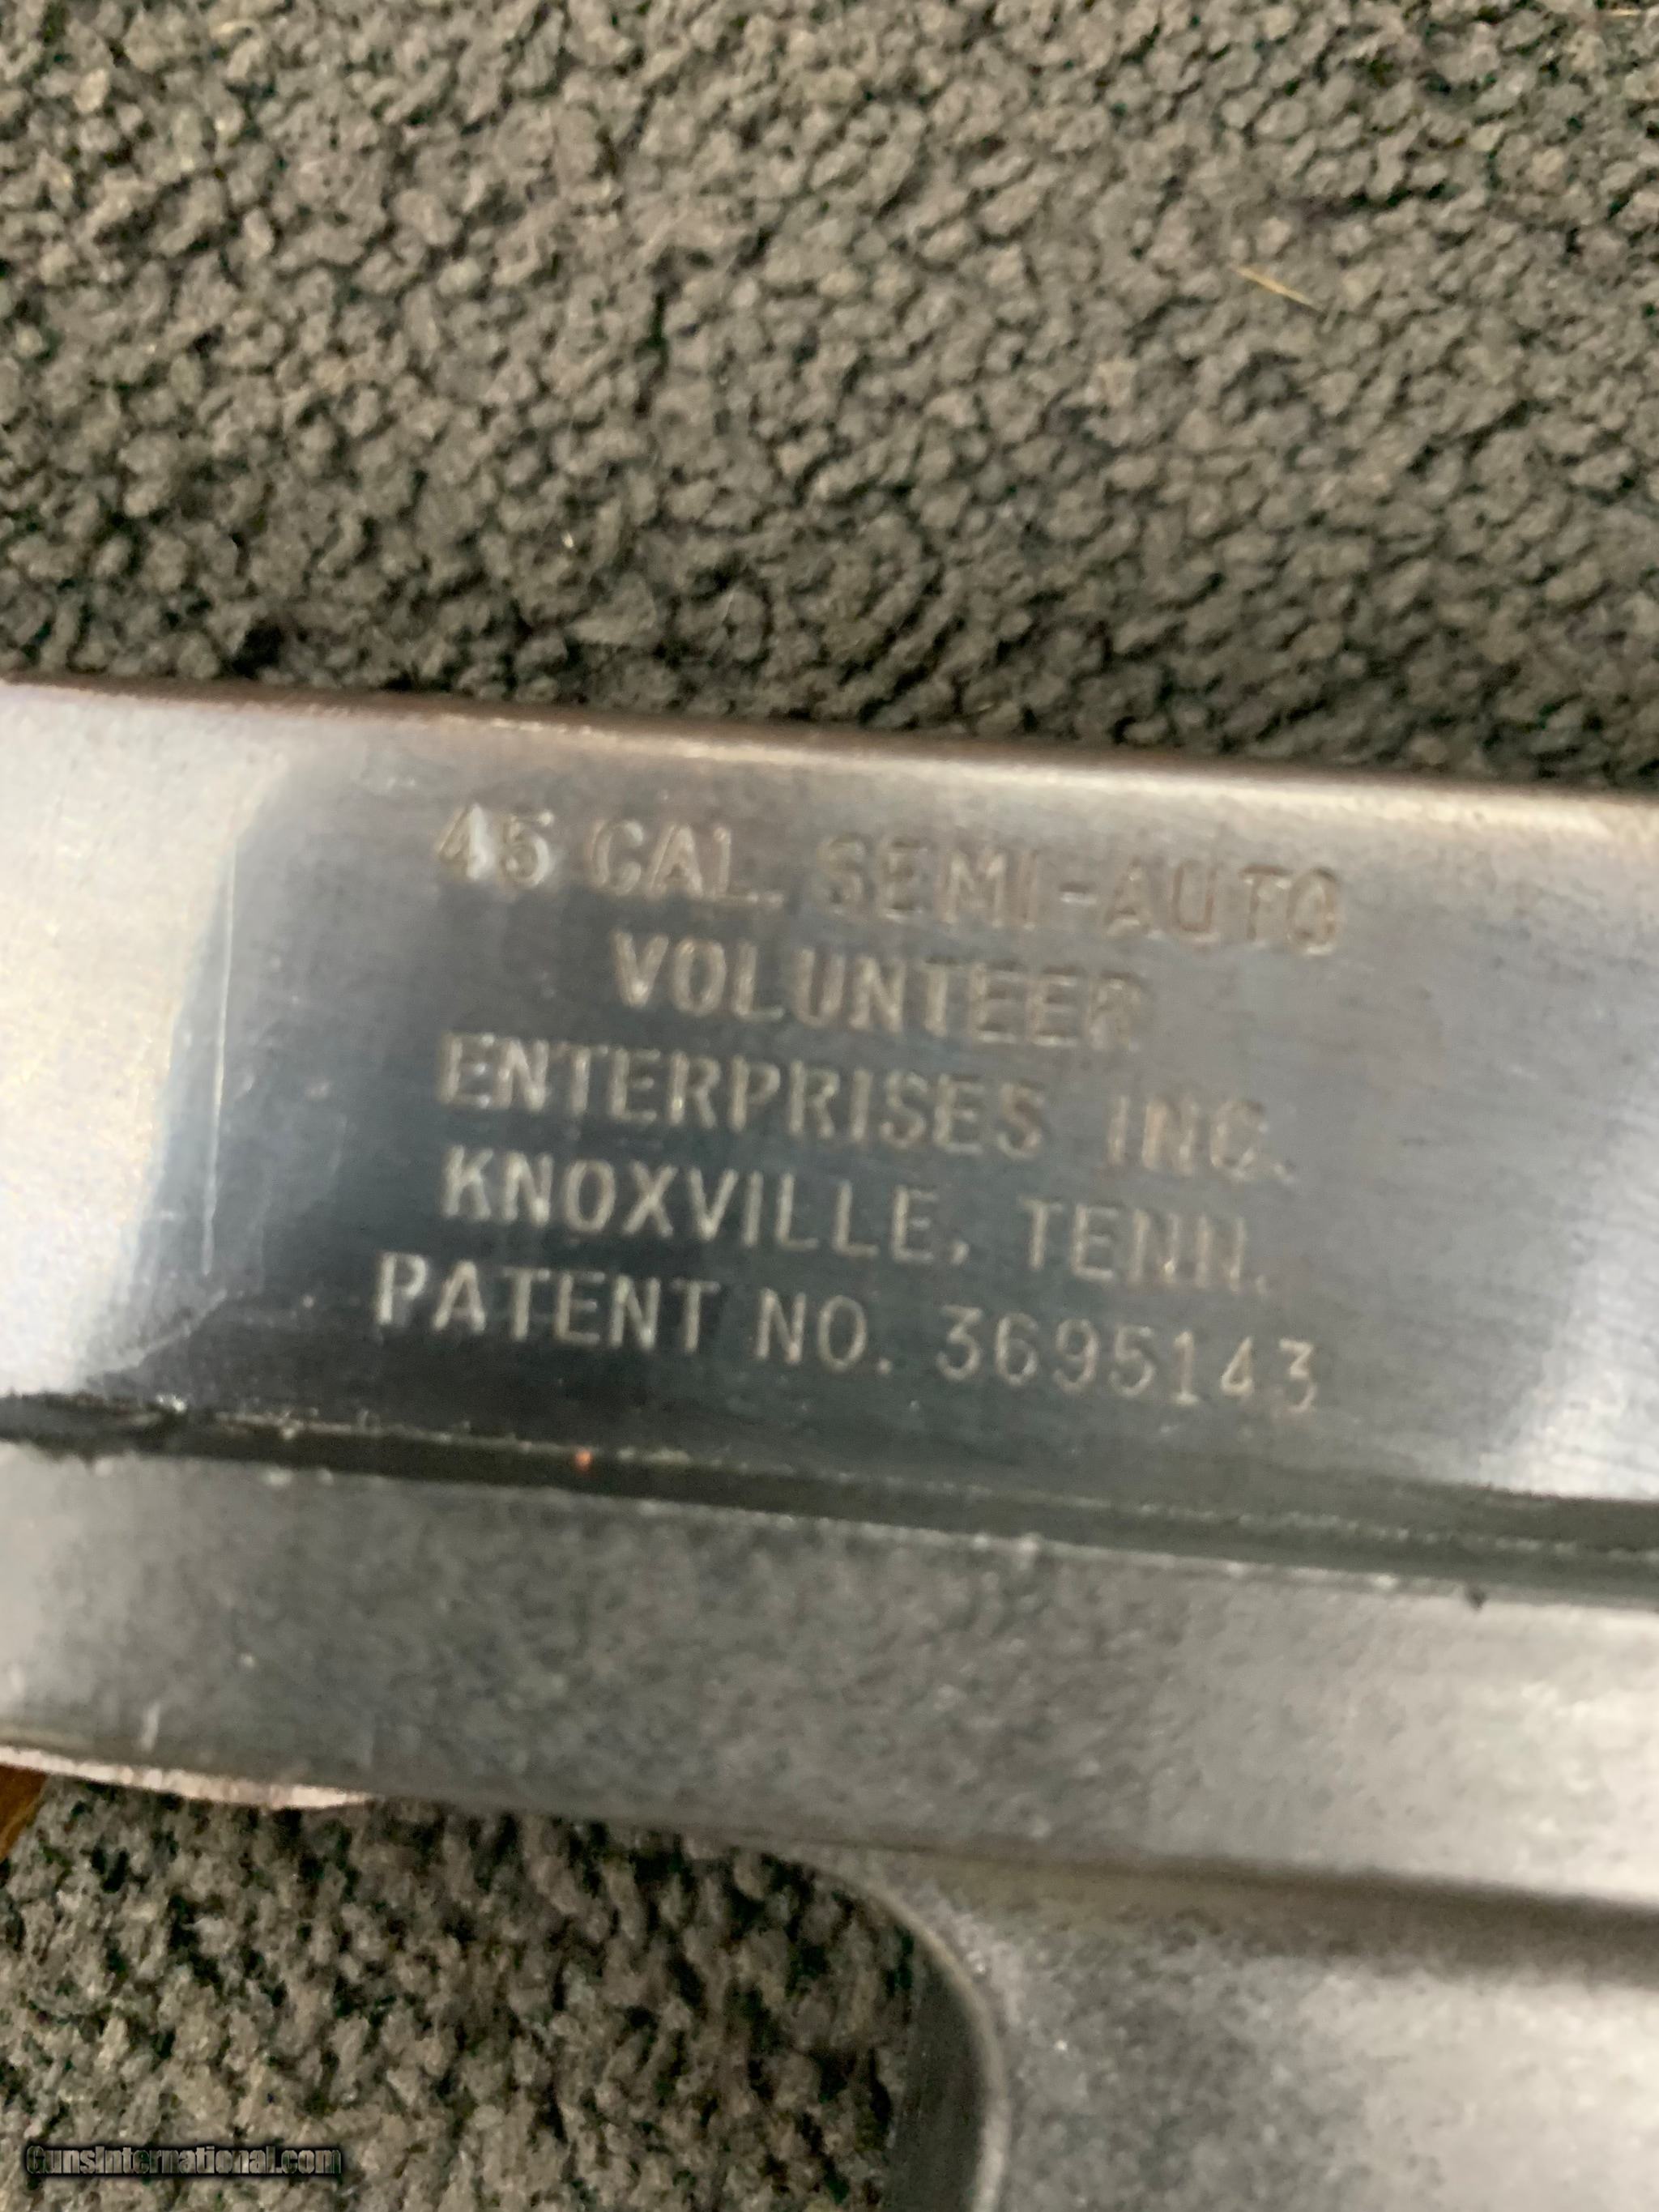 45 CAL. SEMI-AUTO
VOLUNTEER
ENTERPRISES INC.
KNOXVILLE, TENN.
PATENT NO. 3695143
GunsInternational.com